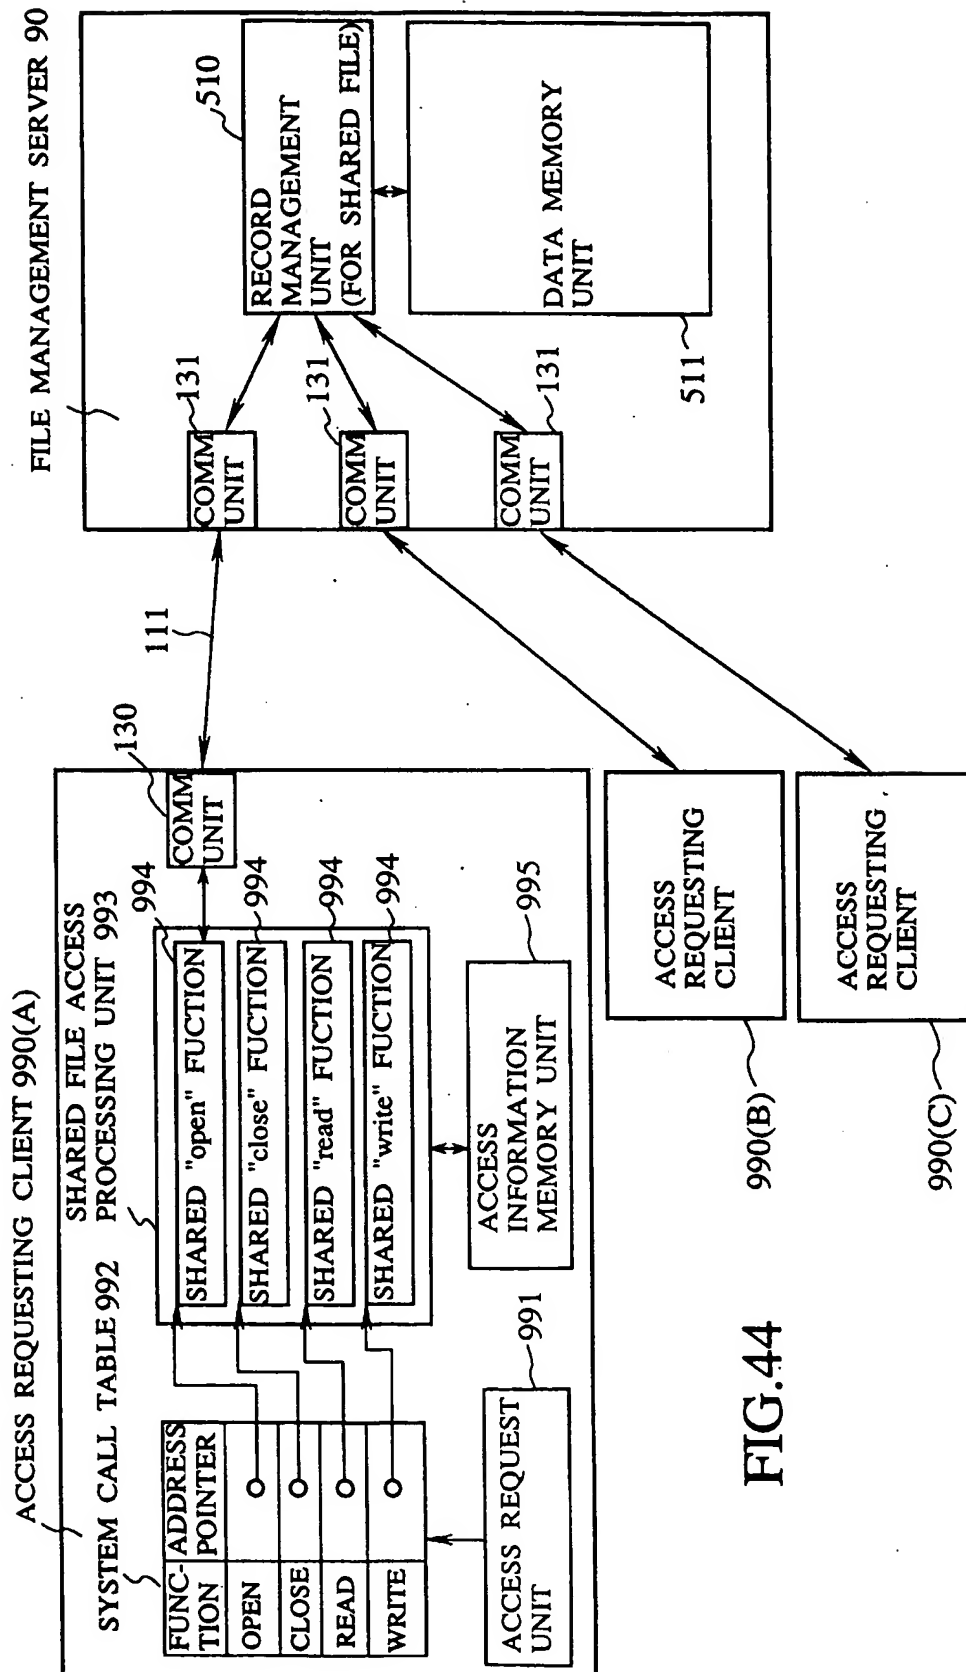 ACCESS REQUESTING CLIENT 990(A)
SYSTEM CALL TABLE 992
FUNC-
TION
ADDRESS
POINTER
OPEN
CLOSE
READ
WRITE
ACCESS REQUEST
UNIT
991
SHARED FILE ACCESS
PROCESSING UNIT 993
994
SHARED "open" FUCTION
994
SHARED "close" FUCTION
994
SHARED "read" FUCTION
994
SHARED "write" FUCTION
ACCESS
INFORMATION
MEMORY UNIT
995
130
COMM
UNIT
111
FILE MANAGEMENT SERVER 90
131
COMM
UNIT
131
COMM
UNIT
131
COMM
UNIT
510
RECORD
MANAGEMENT
UNIT
(FOR SHARED FILE)
DATA MEMORY
UNIT
511
ACCESS
REQUESTING
CLIENT
990(B)
ACCESS
REQUESTING
CLIENT
990(C)
FIG.44